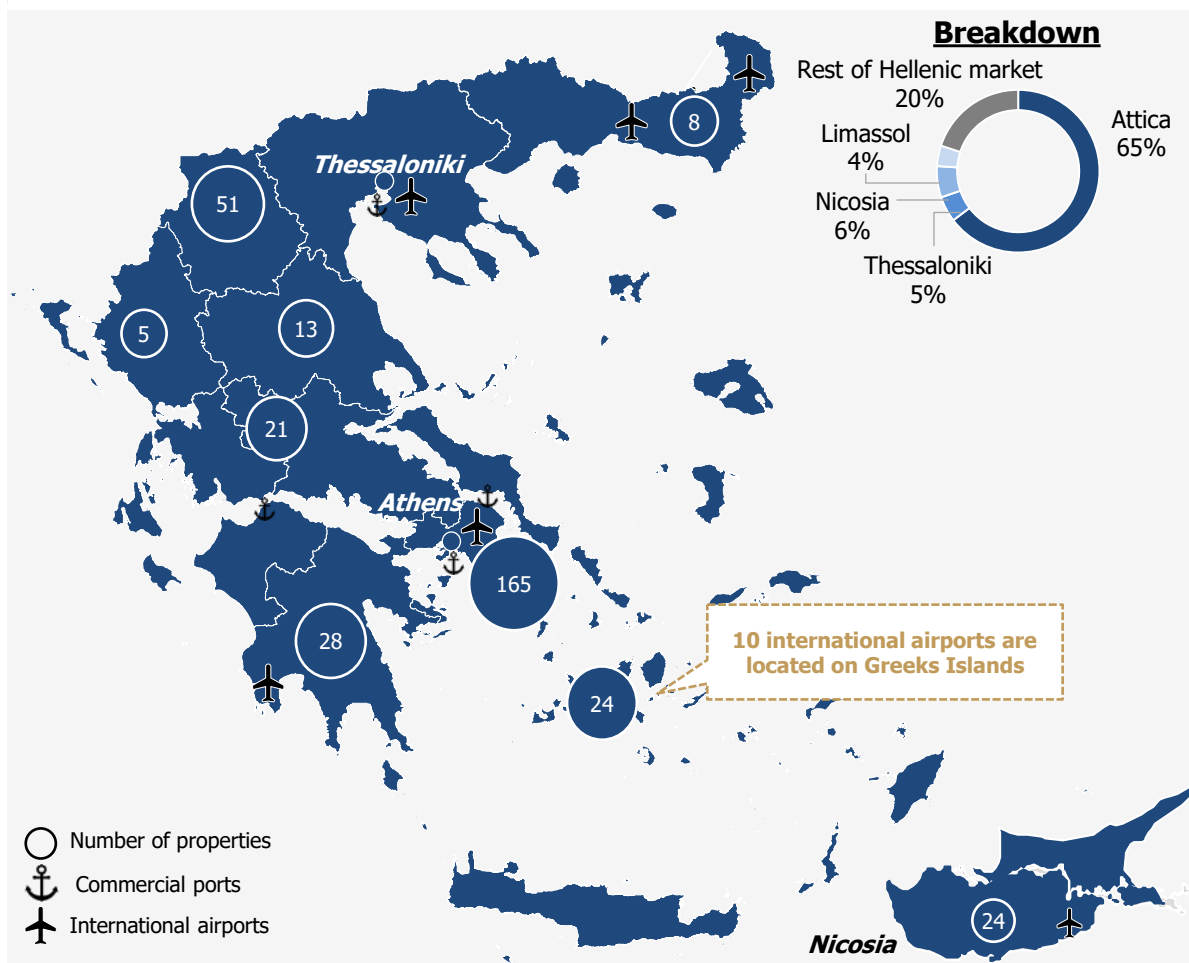 Breakdown
Rest of Hellenic market
20%
Attica
65%
Limassol
4%
Nicosia
6%
Thessaloniki
5%
8
Thessaloniki
51
5
13
21
Athens
165
28
10 international airports are
located on Greeks Islands
24
Number of properties
Commercial ports
International airports
24
Nicosia